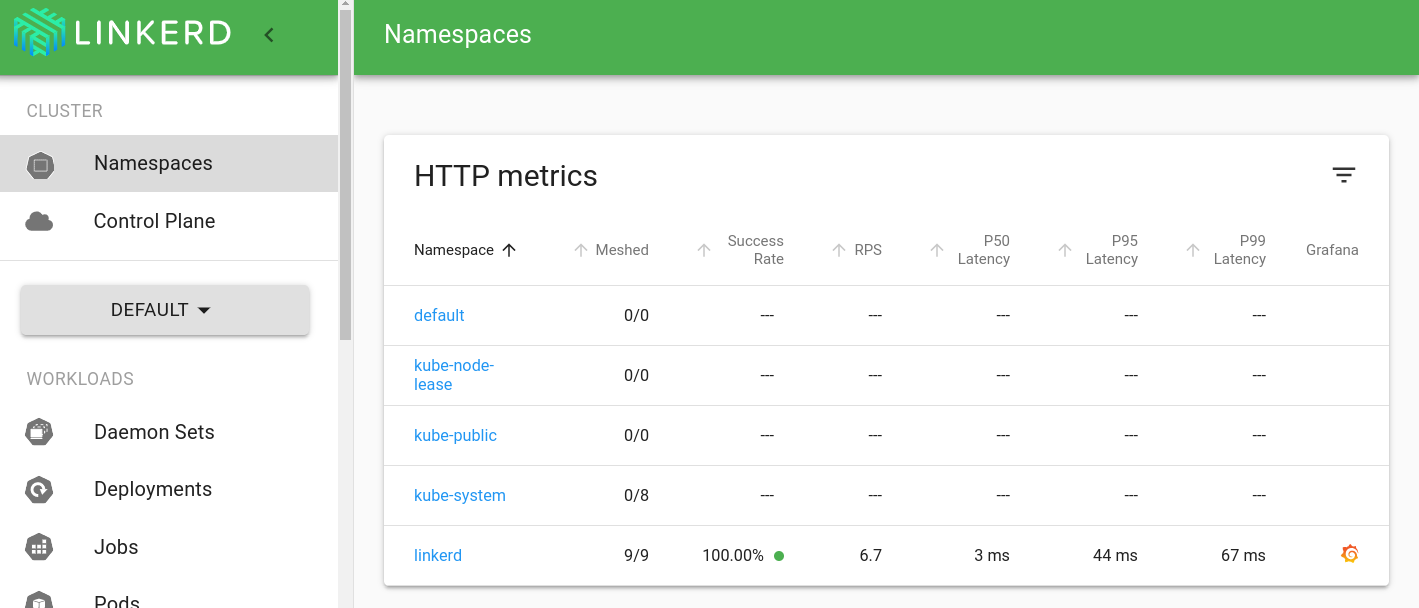 LINKERD
CLUSTER
Namespaces
Control Plane
DEFAULT
WORKLOADS
Daemon Sets
Deployments
Jobs
Pods
Namespaces
HTTP metrics
Namespace Meshed Success Rate RPS P50 Latency P95 Latency P99 Latency Grafana
default 0/0 --- --- --- --- ---
kube-node-
lease 0/0 --- --- --- --- ---
kube-public 0/0 --- --- --- --- ---
kube-system 0/8 --- --- --- --- ---
linkerd 9/9 100.00% 6.7 3 ms 44 ms 67 ms